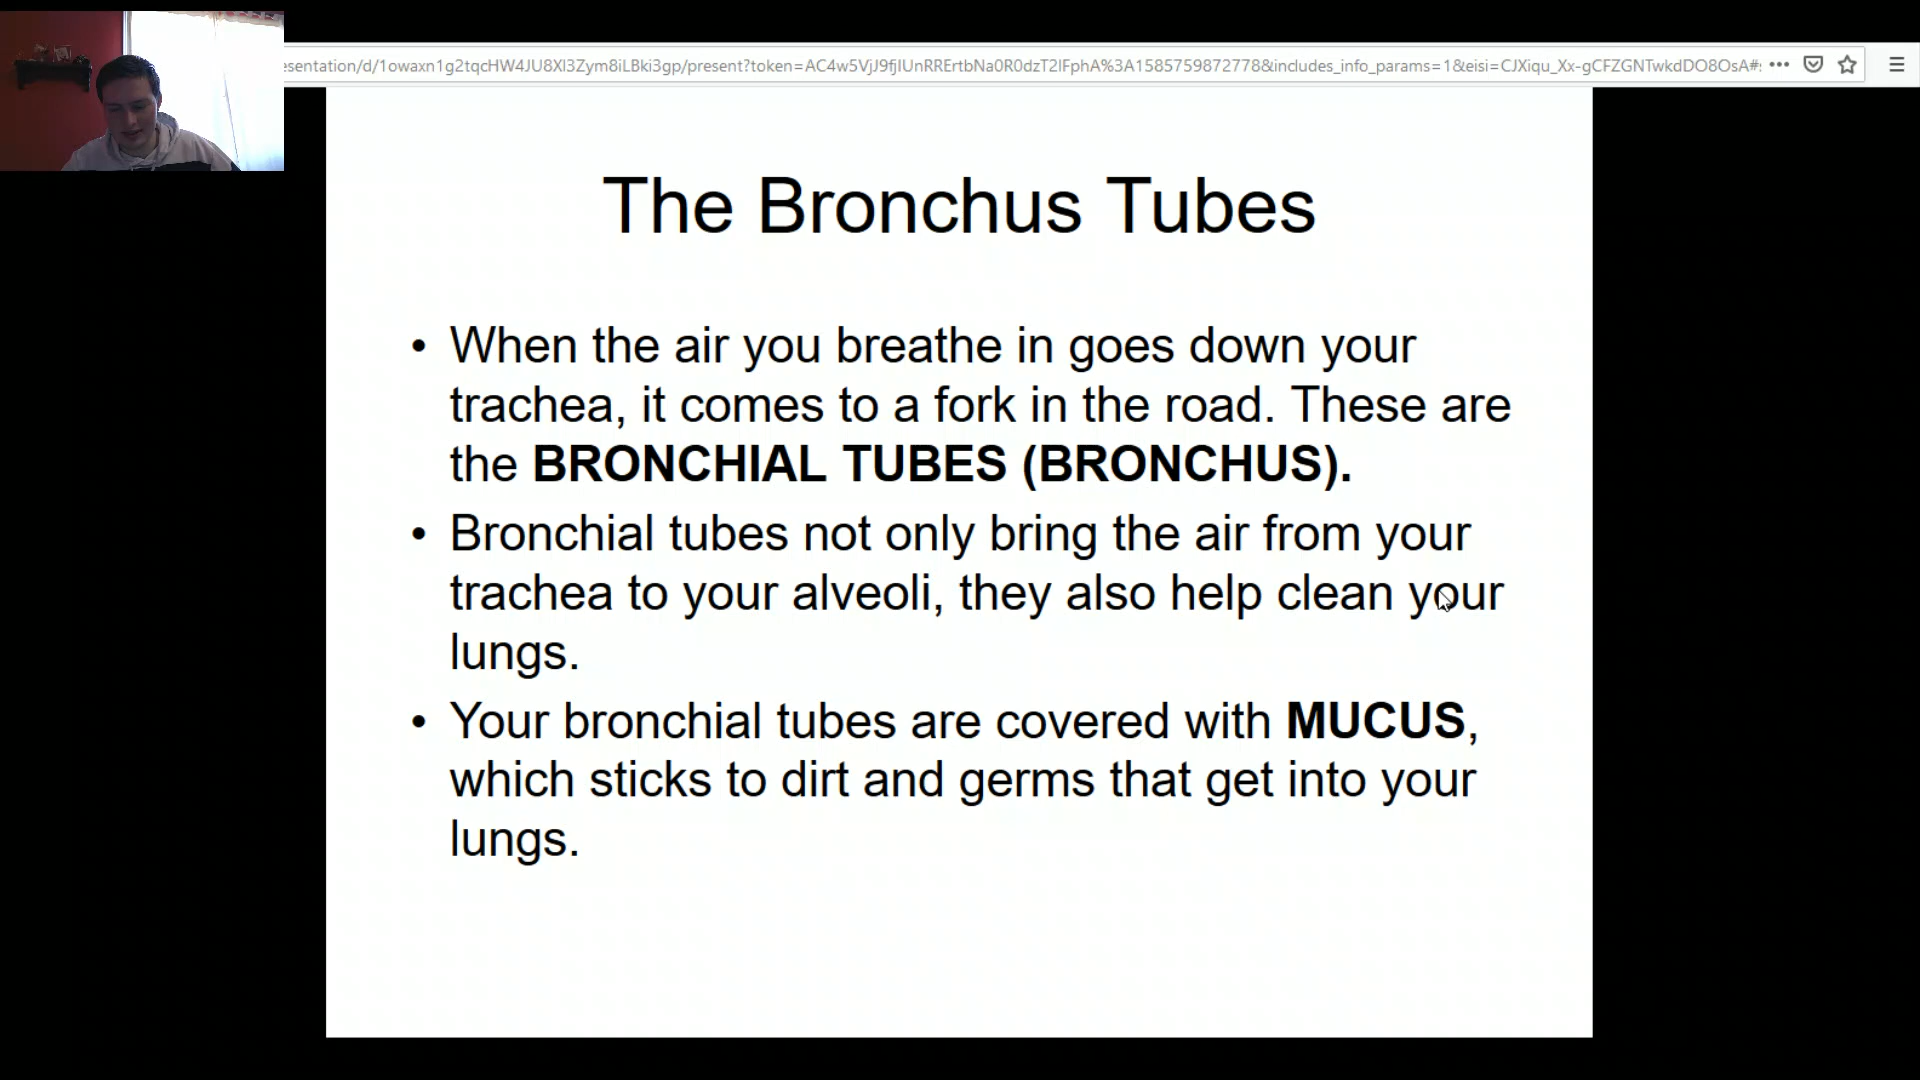 esentation/d/1owaxn1g2tqcHW4JU8Xl3Zym8iLBki3gp/present?token=AC4w5VjJ9fjIUnRRErtbNa0R0dzT2lFphA%3A1585759872778&includes_info_params=1&eisi=CJXiqu_Xx-gCFZGNTwkdDO8OsA#:
The Bronchus Tubes
• When the air you breathe in goes down your
trachea, it comes to a fork in the road. These are
the BRONCHIAL TUBES (BRONCHUS).
• Bronchial tubes not only bring the air from your
trachea to your alveoli, they also help clean your
lungs.
• Your bronchial tubes are covered with MUCUS,
which sticks to dirt and germs that get into your
lungs.